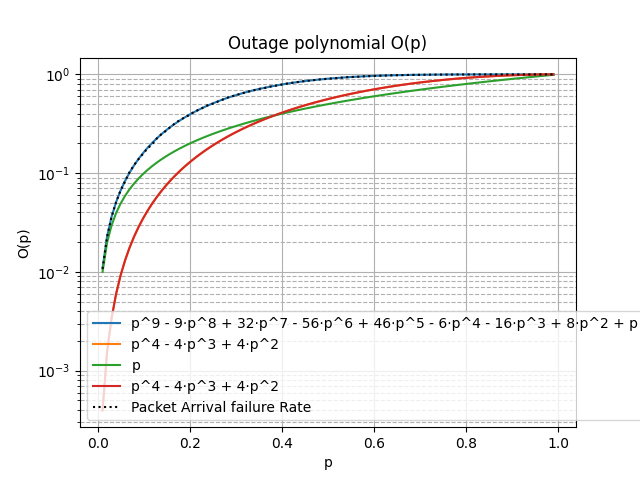 Outage polynomial O(p)
10⁰
10⁻¹
10⁻²
10⁻³
O(p)
p^9 - 9·p^8 + 32·p^7 - 56·p^6 + 46·p^5 - 6·p^4 - 16·p^3 + 8·p^2 + p
p^4 - 4·p^3 + 4·p^2
p
p^4 - 4·p^3 + 4·p^2
Packet Arrival failure Rate
0.0 0.2 0.4 0.6 0.8 1.0
p